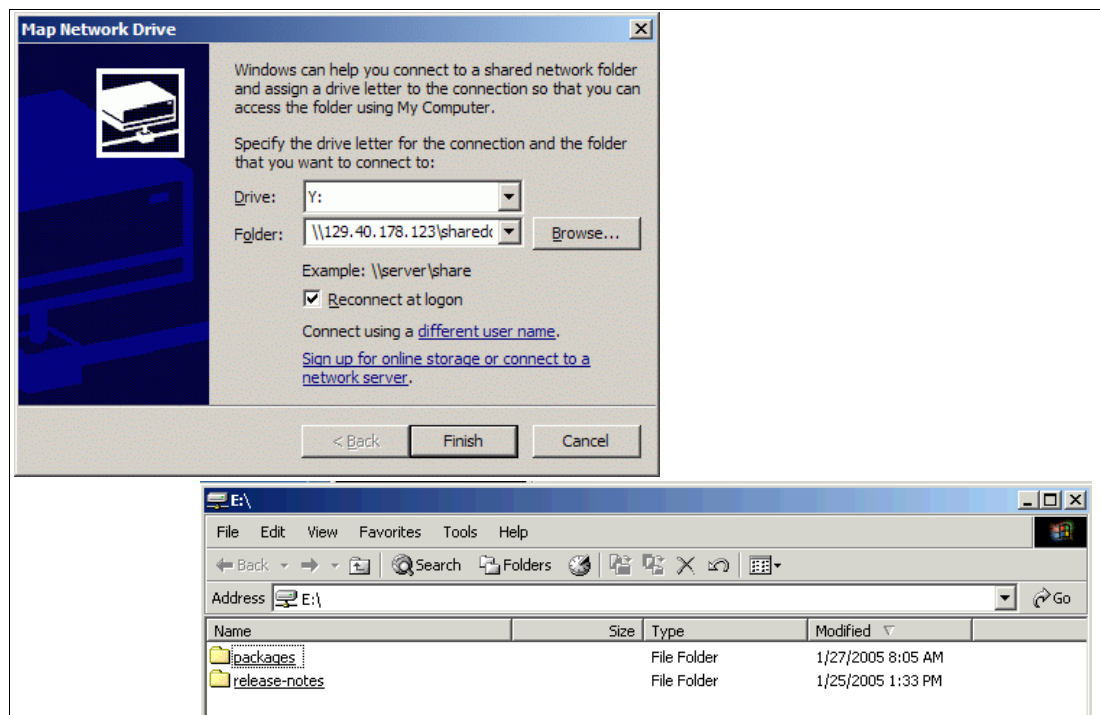 Map Network Drive
Windows can help you connect to a shared network folder
and assign a drive letter to the connection so that you can
access the folder using My Computer.
Specify the drive letter for the connection and the folder
that you want to connect to:
Drive: Y:
Folder: \\129.40.178.123\sharedc Browse...
Example: \\server\share
Reconnect at logon
Connect using a different user name.
Sign up for online storage or connect to a
network server.
< Back Finish Cancel
E:\
File Edit View Favorites Tools Help
Back Search Folders
Address E:\ Go
Name Size Type Modified
packages File Folder 1/27/2005 8:05 AM
release-notes File Folder 1/25/2005 1:33 PM